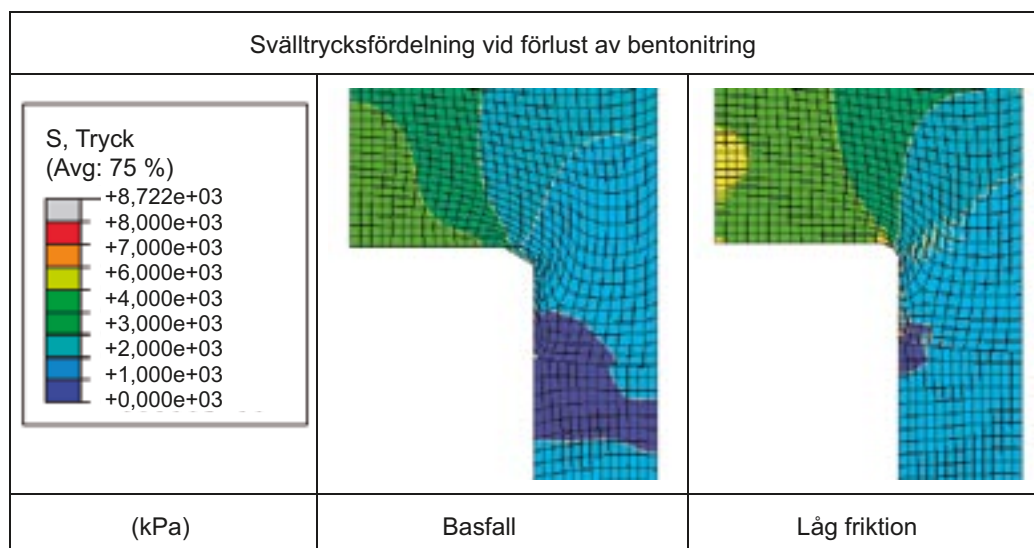 Svälltrycksfördelning vid förlust av bentonitring
S, Tryck
(Avg: 75 %)
+8,722e+03
+8,000e+03
+7,000e+03
+6,000e+03
+4,000e+03
+3,000e+03
+2,000e+03
+1,000e+03
+0,000e+03
(kPa)
Basfall
Låg friktion